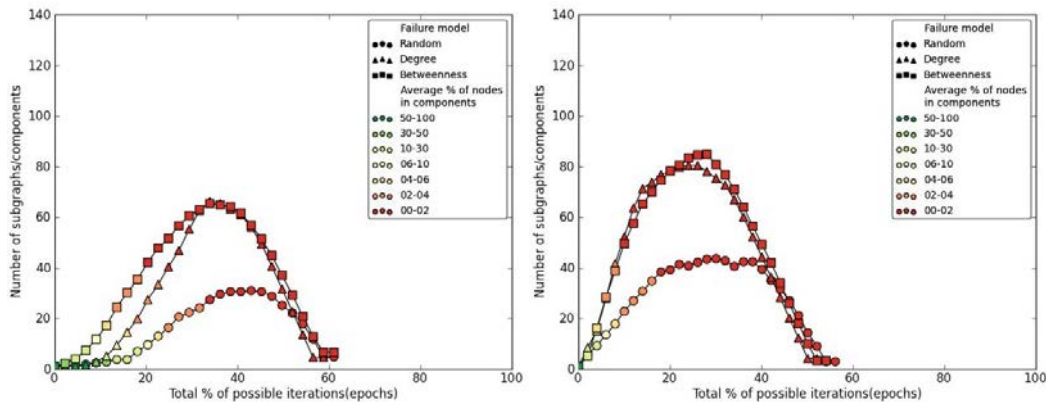 140
120
100
80
60
40
20
0
Number of subgraphs/components
0 20 40 60 80 100
Total % of possible iterations(epochs)
Failure model
Random
Degree
Betweenness
Average % of nodes
in components
50-100
30-50
10-30
06-10
04-06
02-04
00-02
140
120
100
80
60
40
20
0
Number of subgraphs/components
0 20 40 60 80 100
Total % of possible iterations(epochs)
Failure model
Random
Degree
Betweenness
Average % of nodes
in components
50-100
30-50
10-30
06-10
04-06
02-04
00-02